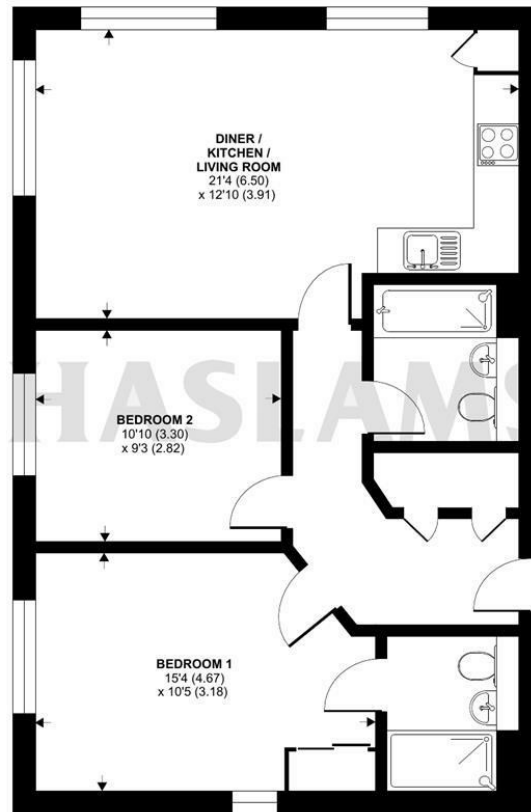 DINER /
KITCHEN /
LIVING ROOM
21'4 (6.50)
x 12'10 (3.91)
HASLAMS
BEDROOM 2
10'10 (3.30)
x 9'3 (2.82)
BEDROOM 1
15'4 (4.67)
x 10'5 (3.18)